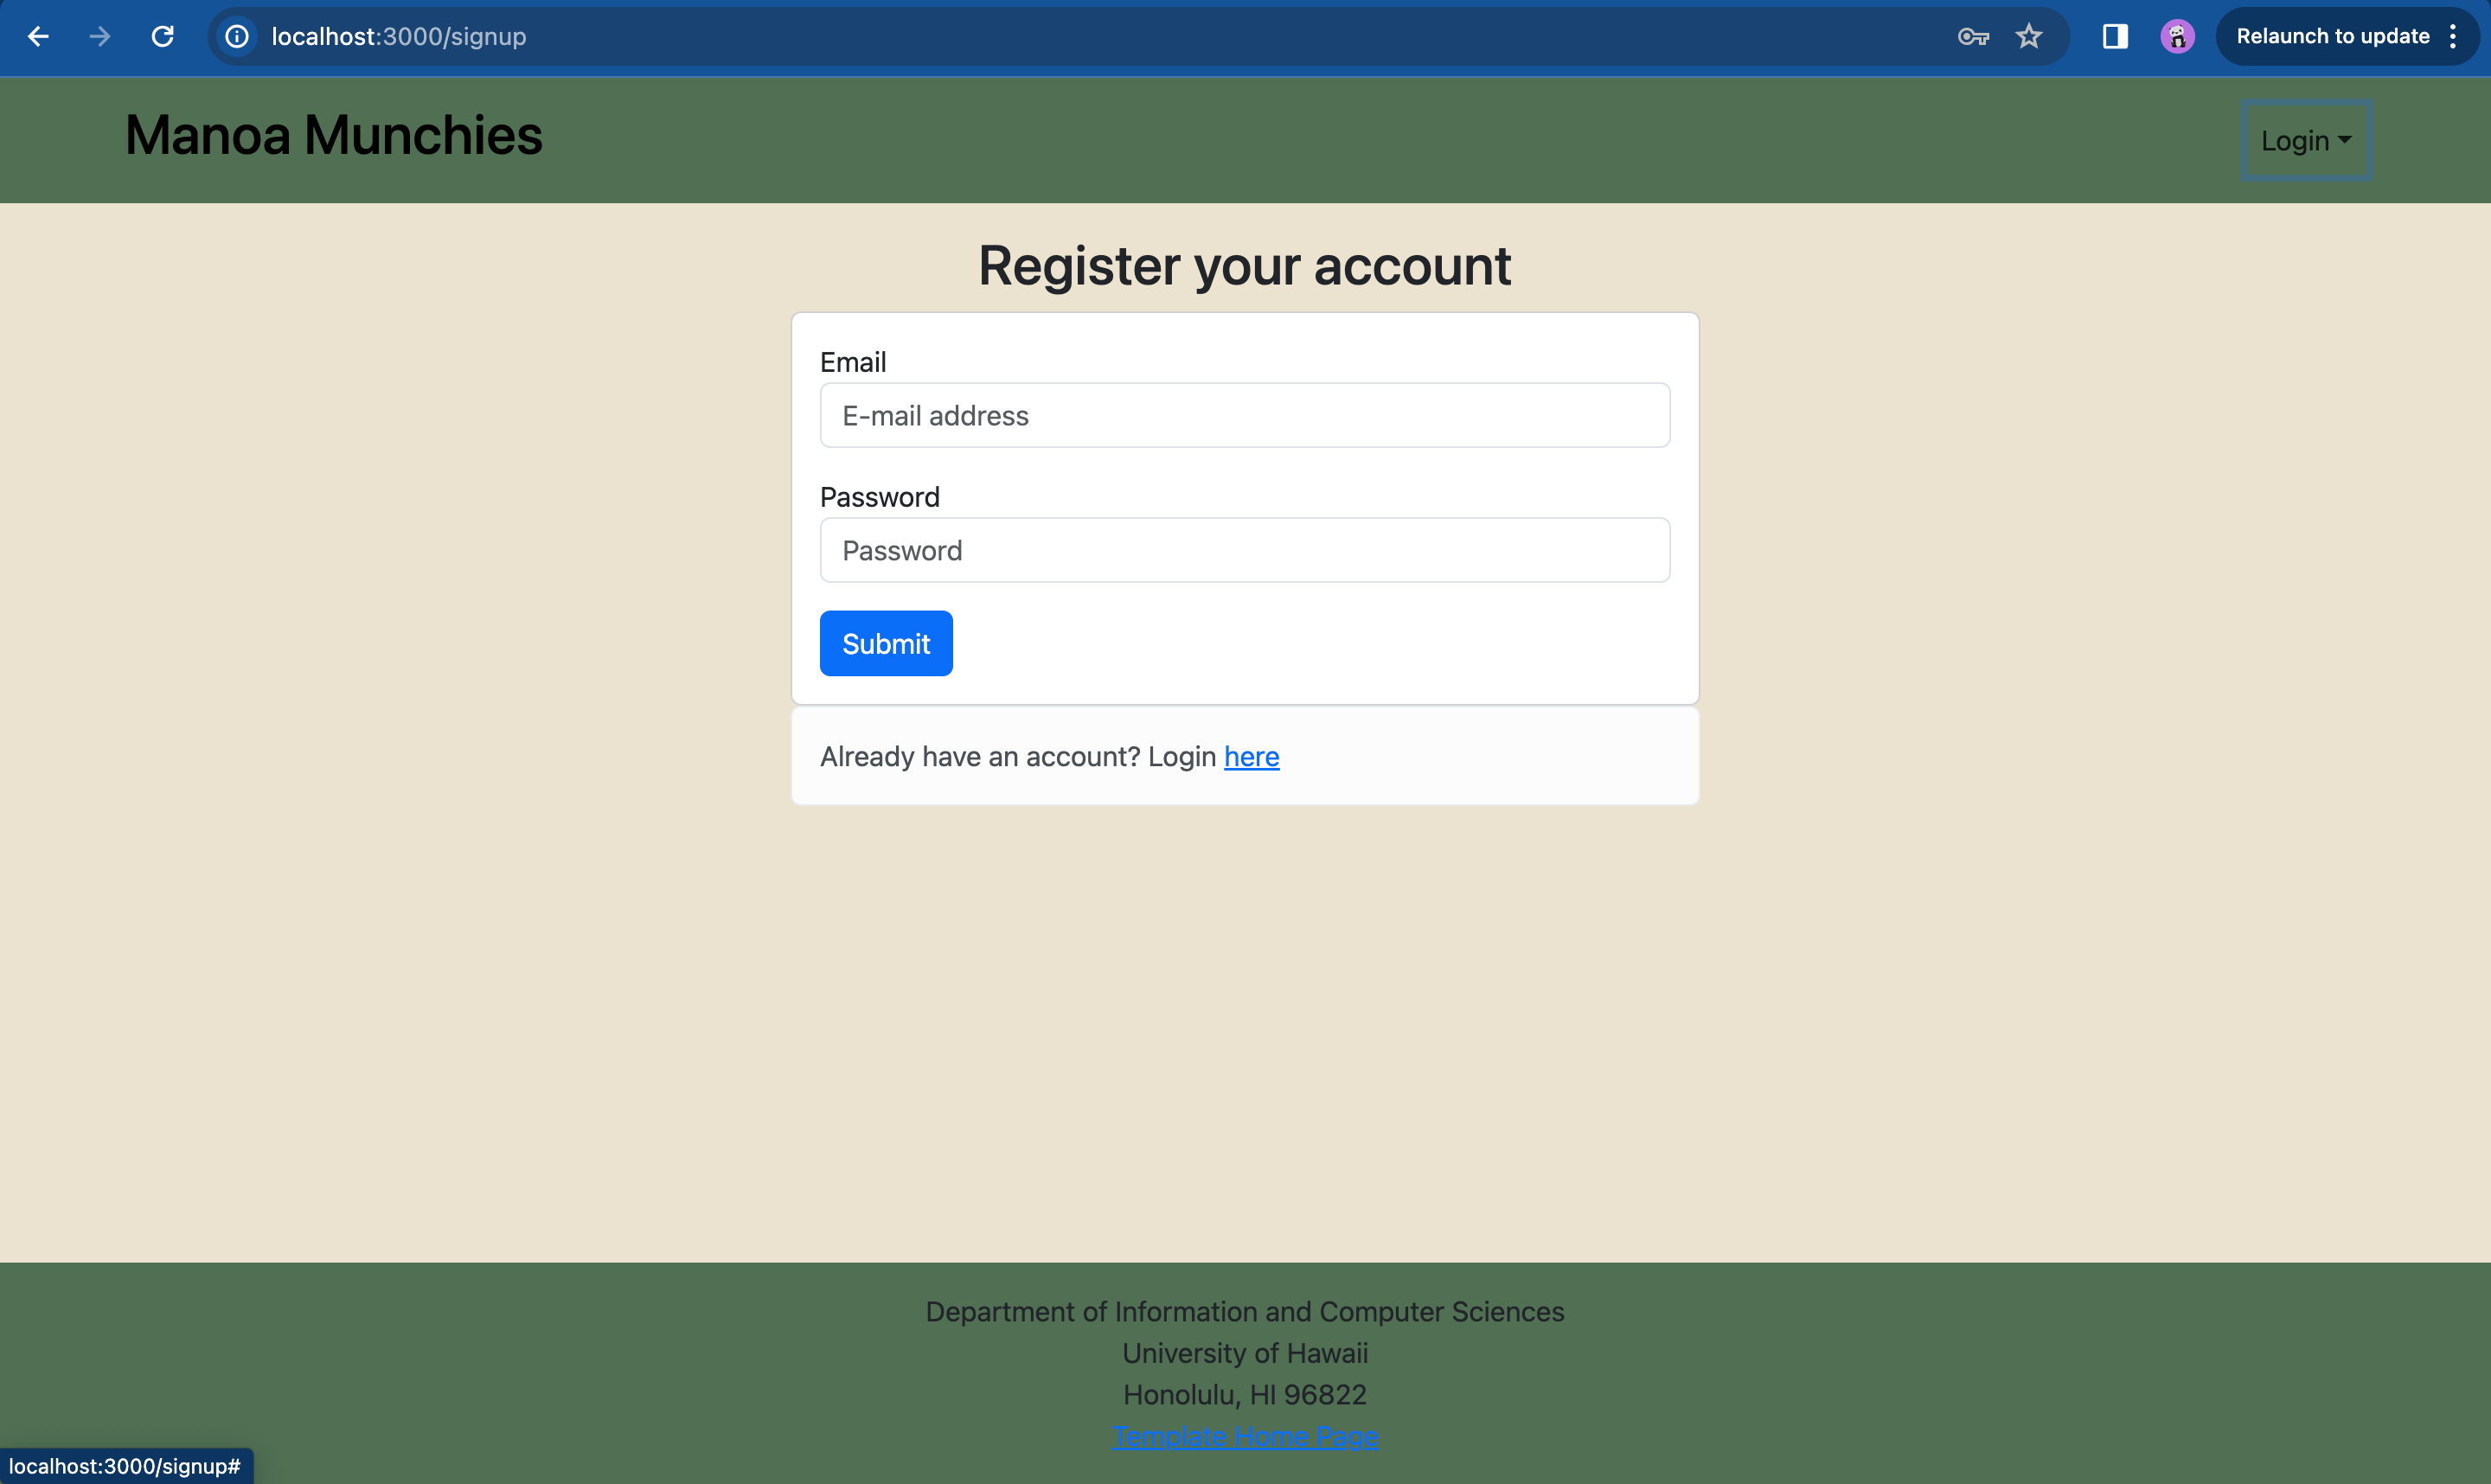 localhost:3000/signup
Relaunch to update
Manoa Munchies
Login
Register your account
Email
E-mail address
Password
Password
Submit
Already have an account? Login here
Department of Information and Computer Sciences
University of Hawaii
Honolulu, HI 96822
Template Home Page
localhost:3000/signup#